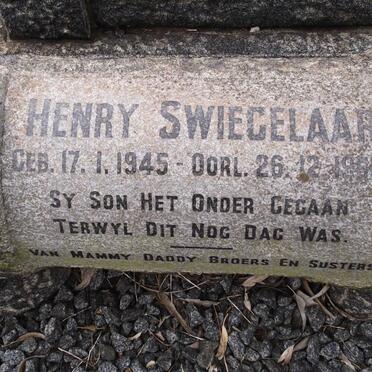 HENRY SWIEGELAAR
GEB. 17. 1. 1945 - OORL. 26. 12.
SY SON HET ONDER GEGAAN
TERWYL DIT NOG DAG WAS.
VAN MAMMY DADDY BROERS EN SUSTERS